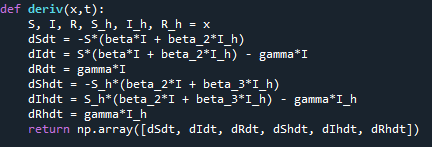 def deriv(x,t):
    S, I, R, S_h, I_h, R_h = x
    dSdt = -S*(beta*I + beta_2*I_h)
    dIdt = S*(beta*I + beta_2*I_h) - gamma*I
    dRdt = gamma*I
    dShdt = -S_h*(beta_2*I + beta_3*I_h)
    dIhdt = S_h*(beta_2*I + beta_3*I_h) - gamma*I_h
    dRhdt = gamma*I_h
    return np.array([dSdt, dIdt, dRdt, dShdt, dIhdt, dRhdt])